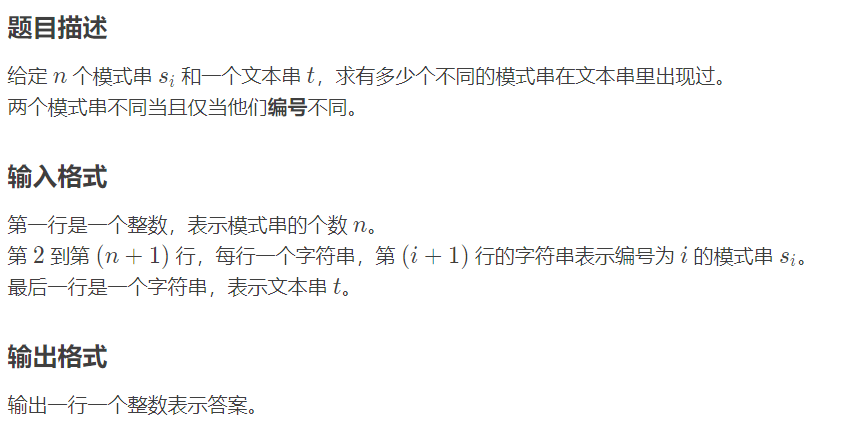 题目描述
给定 n 个模式串 sᵢ 和一个文本串 t，求有多少个不同的模式串在文本串里出现过。
两个模式串不同当且仅当他们编号不同。
输入格式
第一行是一个整数，表示模式串的个数 n。
第 2 到第 (n + 1) 行，每行一个字符串，第 (i + 1) 行的字符串表示编号为 i 的模式串 sᵢ。
最后一行是一个字符串，表示文本串 t。
输出格式
输出一行一个整数表示答案。